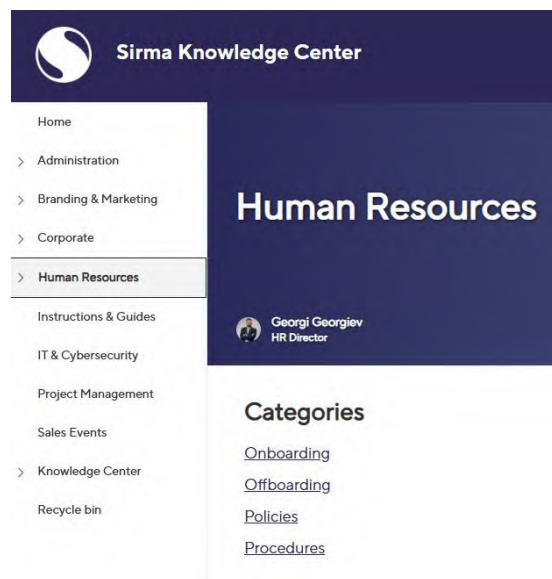 Sirma Knowledge Center
Home
Administration
Branding & Marketing
Corporate
Human Resources
Instructions & Guides
IT & Cybersecurity
Project Management
Sales Events
Knowledge Center
Recycle bin
Human Resources
Georgi Georgiev
HR Director
Categories
Onboarding
Offboarding
Policies
Procedures